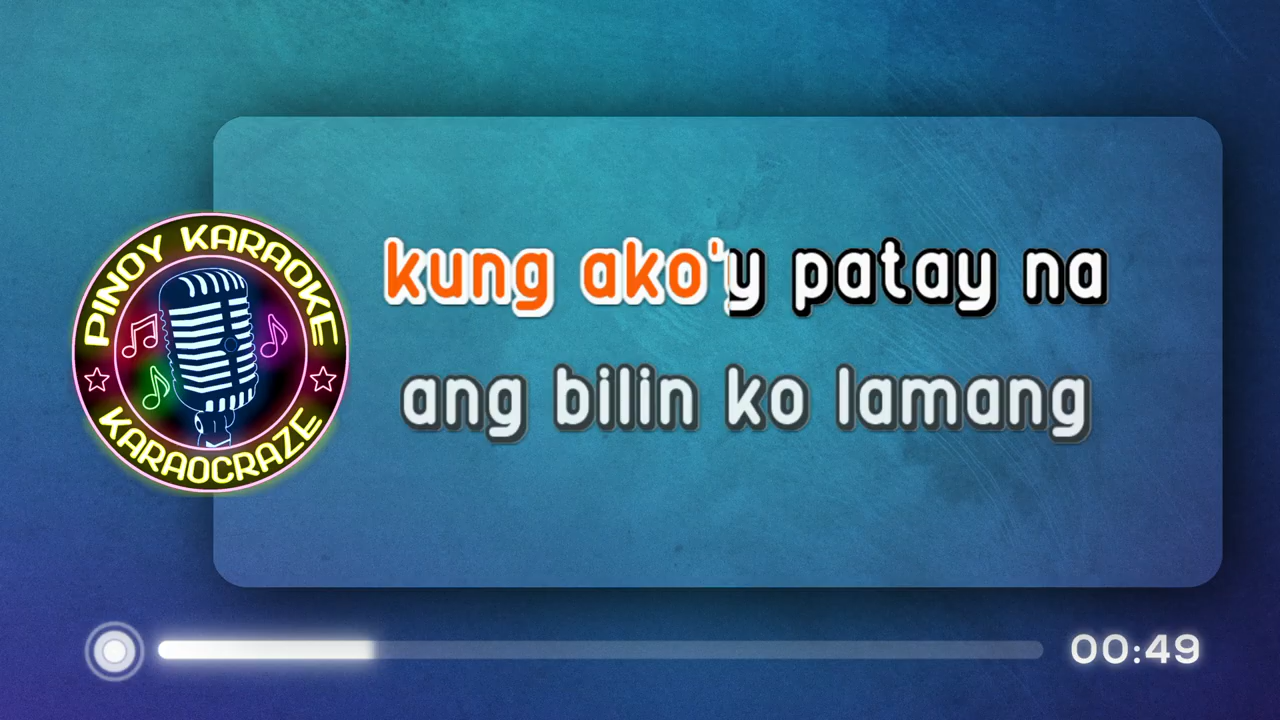 PINOY KARAOKE
KARAOCRAZE
kung ako'y patay na
ang bilin ko lamang
00:49